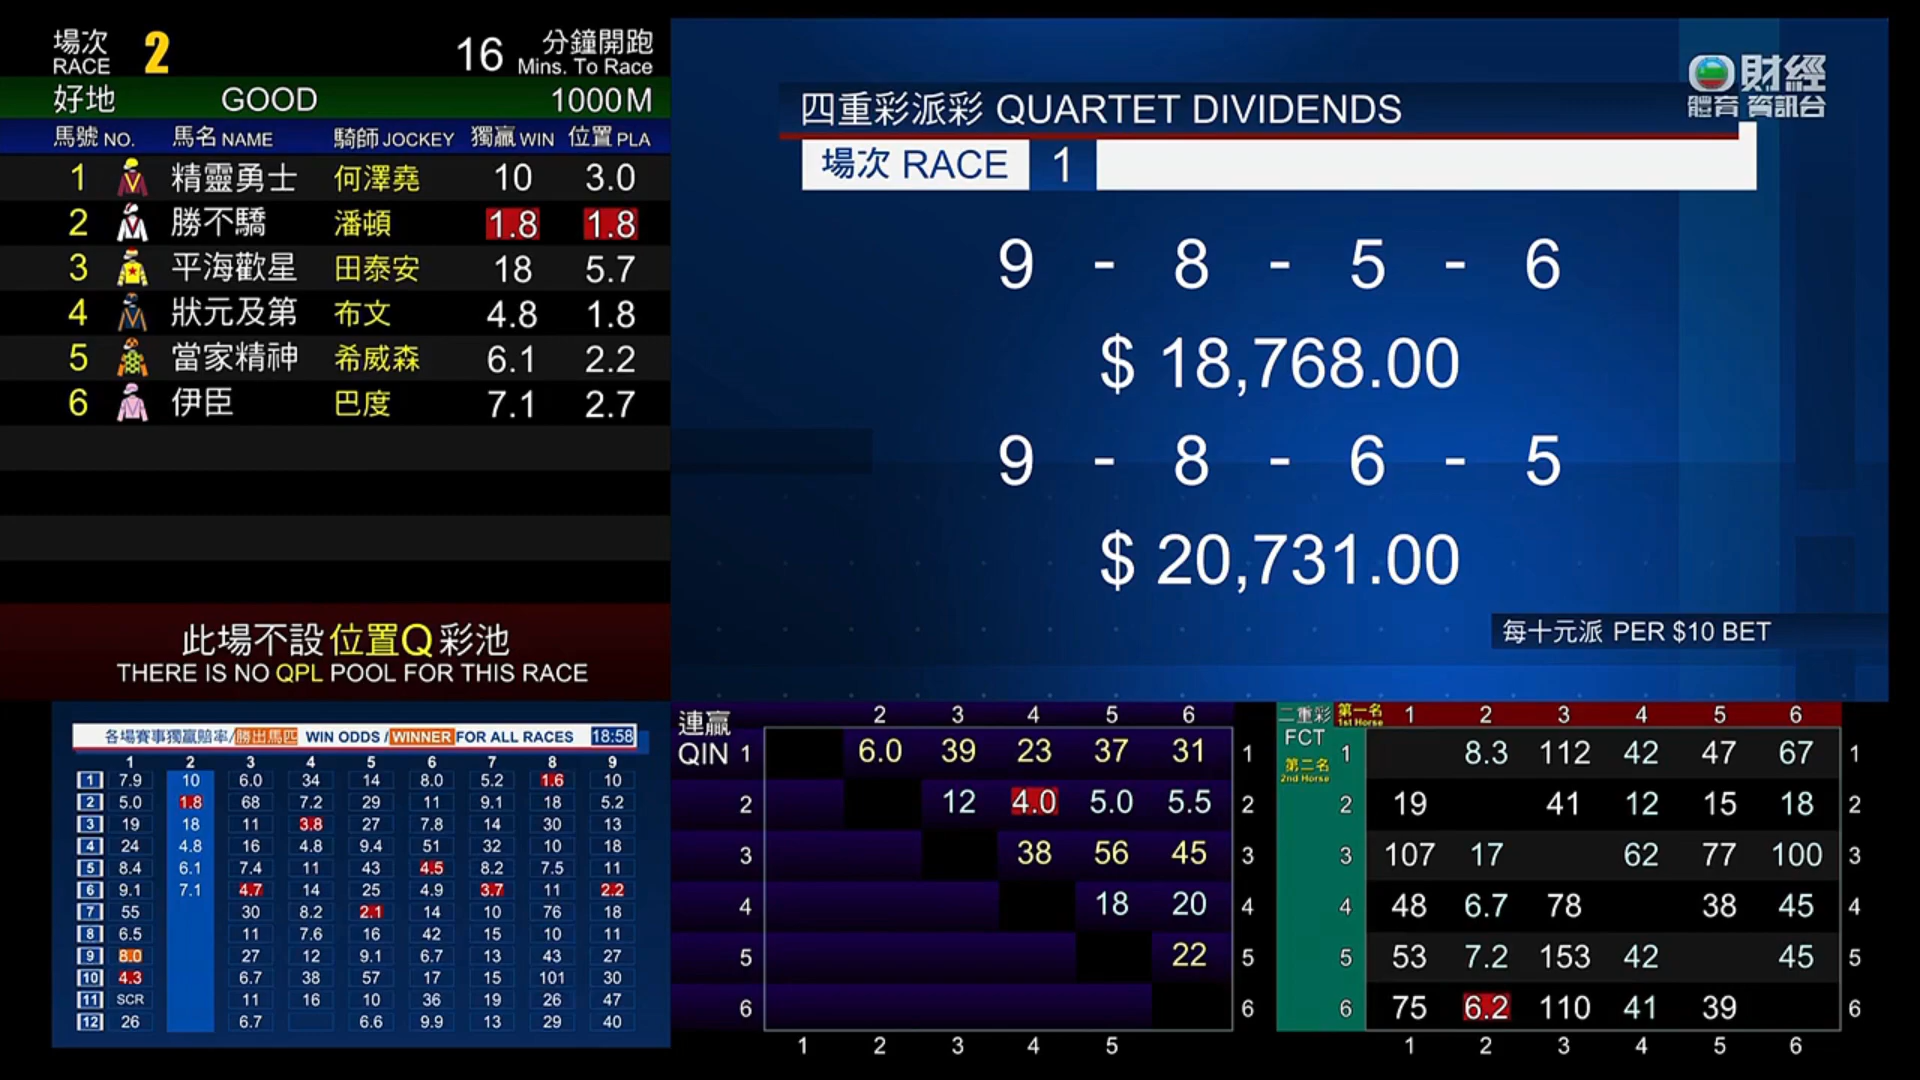 場次 RACE 2 16 分鐘開跑 Mins. To Race
好地 GOOD 1000M
馬號 NO. 馬名 NAME 騎師 JOCKEY 獨贏 WIN 位置 PLA
1 精靈勇士 何澤堯 10 3.0
2 勝不驕 潘頓 1.8 1.8
3 平海歡星 田泰安 18 5.7
4 狀元及第 布文 4.8 1.8
5 當家精神 希威森 6.1 2.2
6 伊臣 巴度 7.1 2.7
此場不設位置Q彩池
THERE IS NO QPL POOL FOR THIS RACE
財經
體育 資訊台
四重彩派彩 QUARTET DIVIDENDS
場次 RACE 1
9 - 8 - 5 - 6
$ 18,768.00
9 - 8 - 6 - 5
$ 20,731.00
每十元派 PER $10 BET
各場賽事獨贏賠率/勝出馬匹 WIN ODDS / WINNER FOR ALL RACES 18:58
1 2 3 4 5 6 7 8 9
1 7.9 10 6.0 34 14 8.0 5.2 1.6 10
2 5.0 1.8 68 7.2 29 11 9.1 18 5.2
3 19 18 11 3.8 27 7.8 14 30 13
4 24 4.8 16 4.8 9.4 51 32 10 18
5 8.4 6.1 7.4 11 43 4.5 8.2 7.5 11
6 9.1 7.1 4.7 14 25 4.9 3.7 11 2.2
7 55 30 8.2 2.1 14 10 76 18
8 6.5 11 7.6 16 42 15 10 11
9 8.0 27 12 9.1 6.7 13 43 27
10 4.3 6.7 38 57 17 15 101 30
11 SCR 11 16 10 36 19 26 47
12 26 6.7 6.6 9.9 13 29 40
連贏 QIN
2 3 4 5 6
1 6.0 39 23 37 31 1
2 12 4.0 5.0 5.5 2
3 38 56 45 3
4 18 20 4
5 22 5
6 6
1 2 3 4 5
二重彩 FCT 第一名 1st Horse 1 2 3 4 5 6
第二名 2nd Horse
1 8.3 112 42 47 67 1
2 19 41 12 15 18 2
3 107 17 62 77 100 3
4 48 6.7 78 38 45 4
5 53 7.2 153 42 45 5
6 75 6.2 110 41 39 6
1 2 3 4 5 6